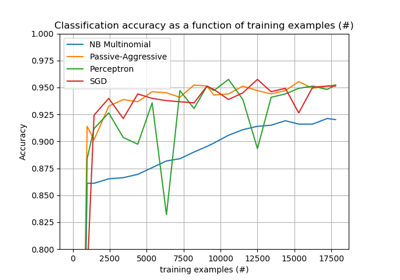 Classification accuracy as a function of training examples (#)
1.000
0.975
0.950
0.925
0.900
0.875
0.850
0.825
0.800
Accuracy
NB Multinomial
Passive-Aggressive
Perceptron
SGD
0 2500 5000 7500 10000 12500 15000 17500
training examples (#)